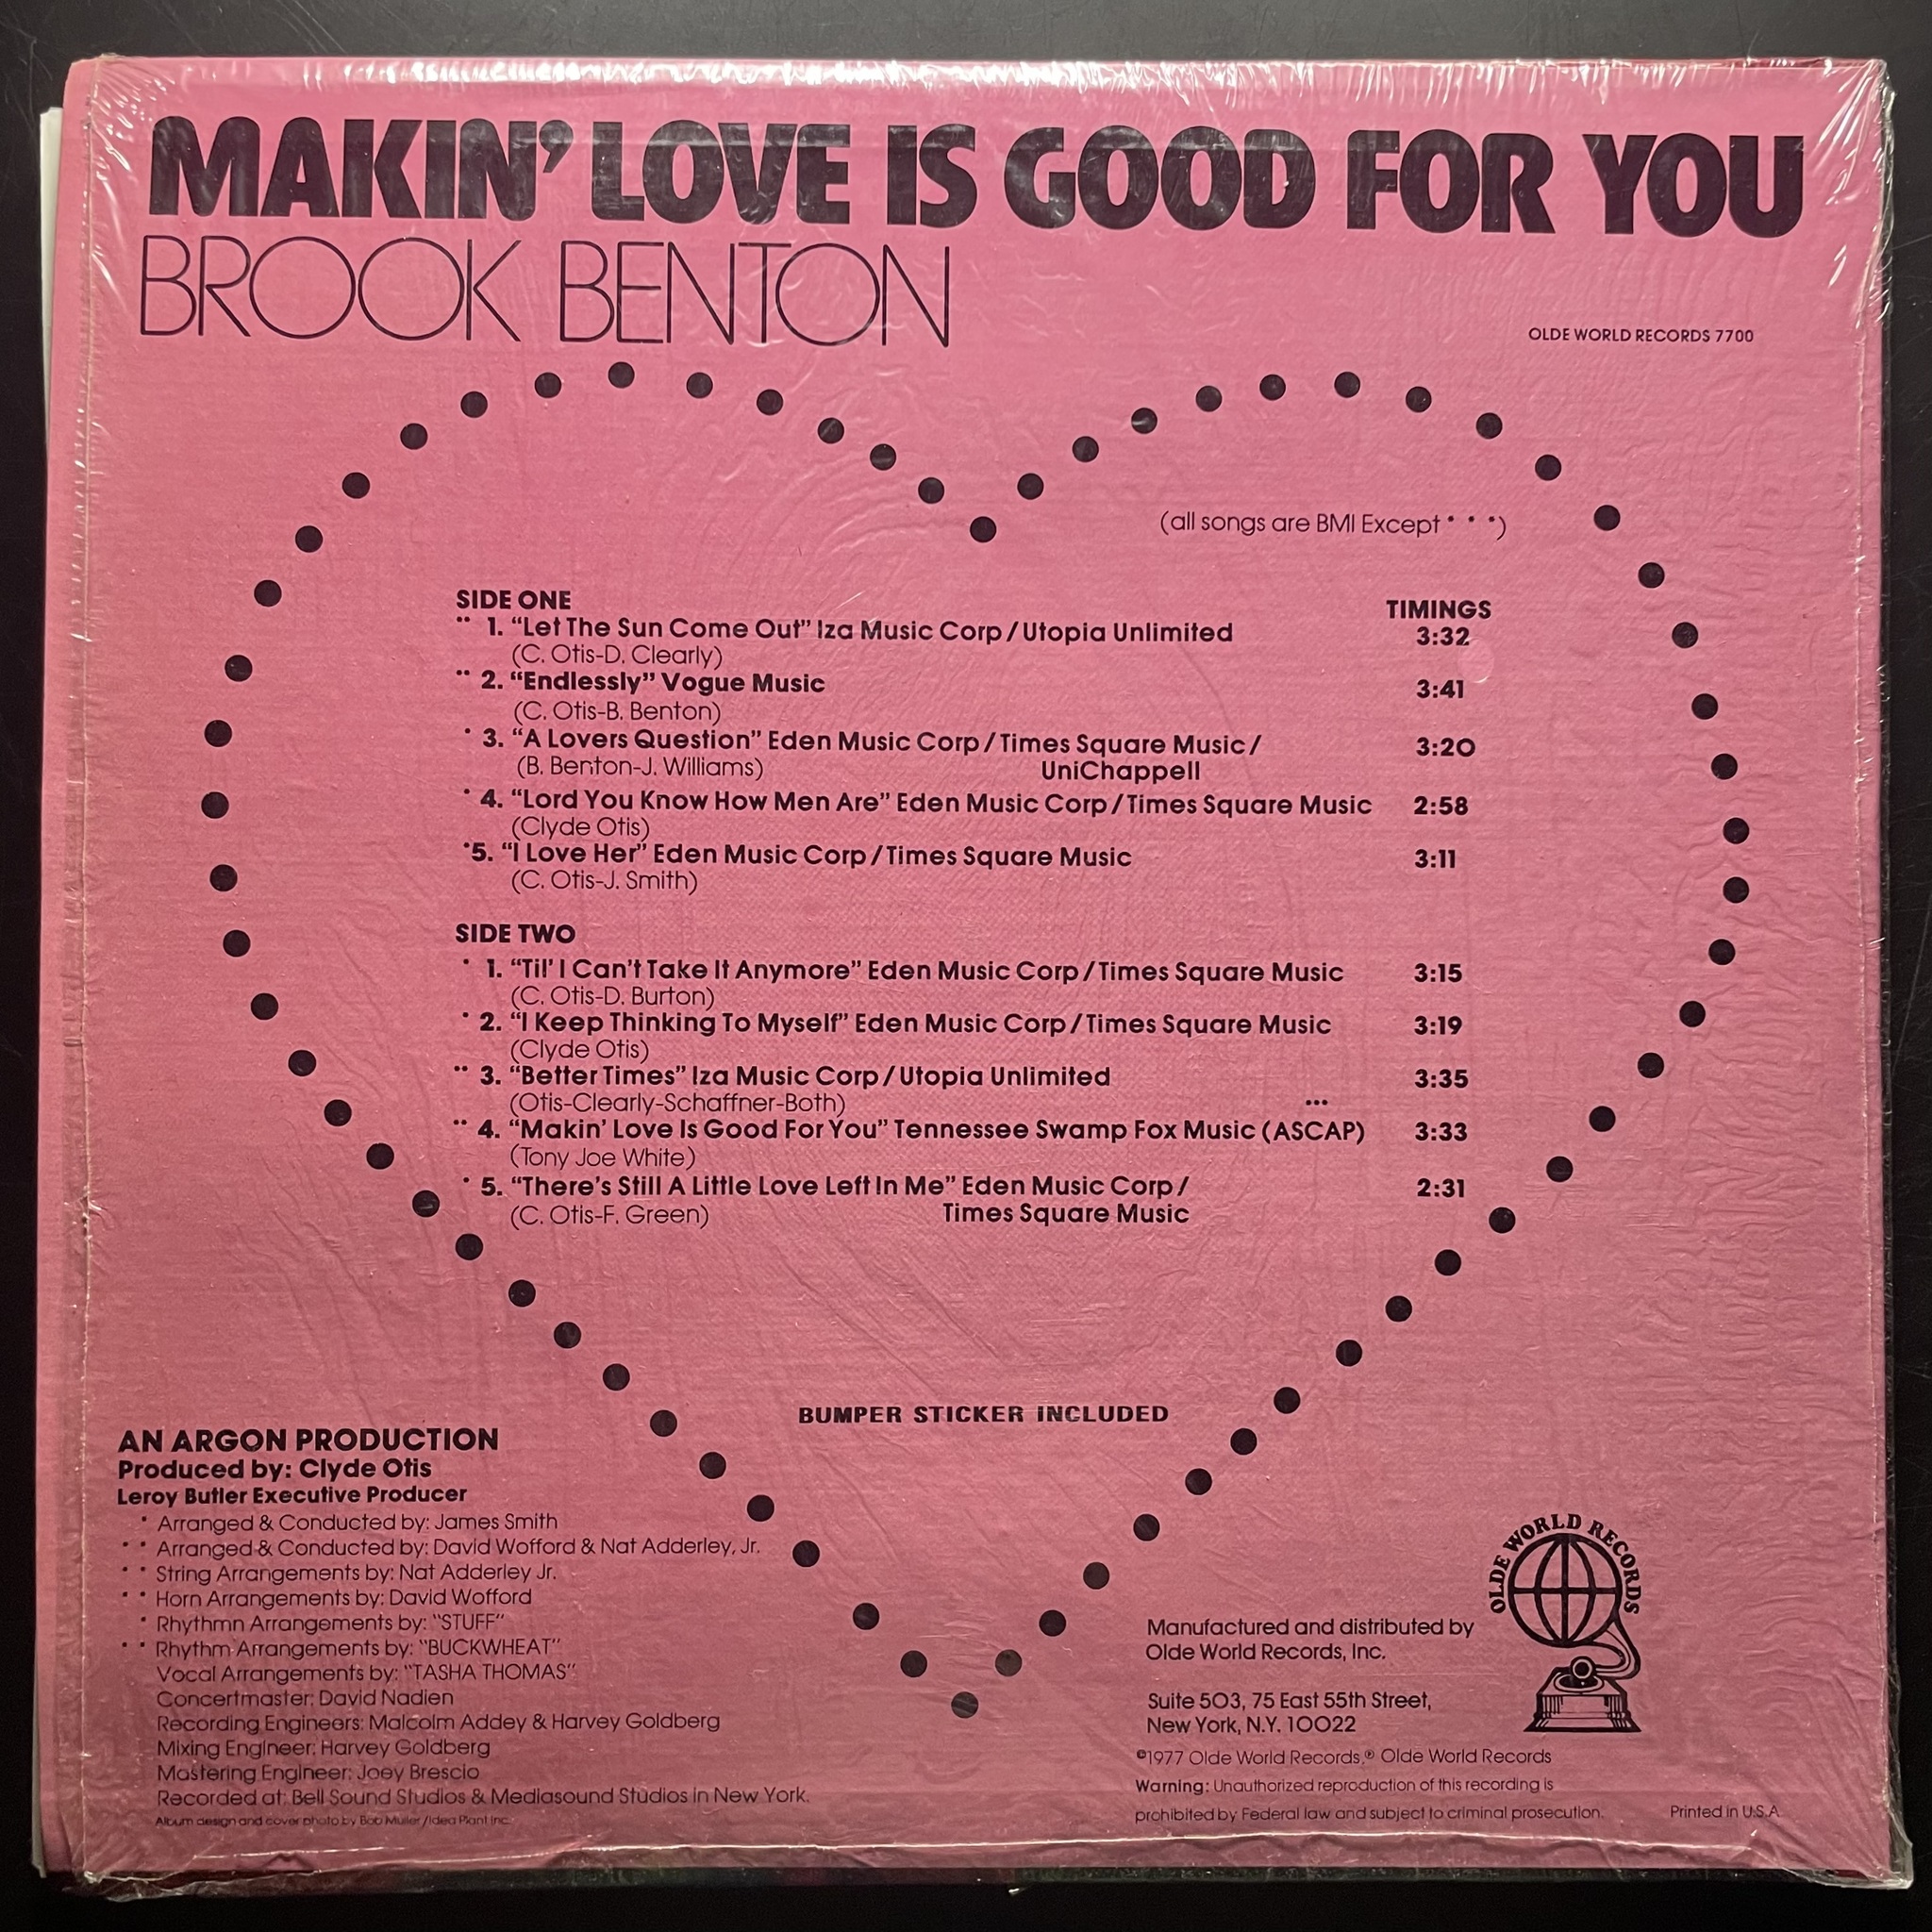 MAKIN' LOVE IS GOOD FOR YOU
BROOK BENTON
OLDE WORLD RECORDS 7700
(all songs are BMI Except • • •)
SIDE ONE
TIMINGS
•• 1. “Let The Sun Come Out” Iza Music Corp / Utopia Unlimited 3:32
(C. Otis-D. Clearly)
•• 2. “Endlessly” Vogue Music 3:41
(C. Otis-B. Benton)
• 3. “A Lovers Question” Eden Music Corp / Times Square Music / 3:20
(B. Benton-J. Williams) UniChappell
• 4. “Lord You Know How Men Are” Eden Music Corp / Times Square Music 2:58
(Clyde Otis)
•5. “I Love Her” Eden Music Corp / Times Square Music 3:11
(C. Otis-J. Smith)
SIDE TWO
• 1. “Til' I Can't Take It Anymore” Eden Music Corp / Times Square Music 3:15
(C. Otis-D. Burton)
• 2. “I Keep Thinking To Myself” Eden Music Corp / Times Square Music 3:19
(Clyde Otis)
•• 3. “Better Times” Iza Music Corp / Utopia Unlimited 3:35
(Otis-Clearly-Schaffner-Both) •••
•• 4. “Makin' Love Is Good For You” Tennessee Swamp Fox Music (ASCAP) 3:33
(Tony Joe White)
• 5. “There's Still A Little Love Left In Me” Eden Music Corp / 2:31
(C. Otis-F. Green) Times Square Music
BUMPER STICKER INCLUDED
AN ARGON PRODUCTION
Produced by: Clyde Otis
Leroy Butler Executive Producer
• Arranged & Conducted by: James Smith
• • Arranged & Conducted by: David Wofford & Nat Adderley, Jr.
• • String Arrangements by: Nat Adderley Jr.
• • Horn Arrangements by: David Wofford
• Rhythmn Arrangements by: “STUFF”
• • Rhythm Arrangements by: “BUCKWHEAT”
Vocal Arrangements by: “TASHA THOMAS”
Concertmaster: David Nadien
Recording Engineers: Malcolm Addey & Harvey Goldberg
Mixing Engineer: Harvey Goldberg
Mastering Engineer: Joey Brescio
Recorded at: Bell Sound Studios & Mediasound Studios in New York.
Album design and cover photo by Bob Muller / Idea Plant Inc.
OLDE WORLD RECORDS
Manufactured and distributed by
Olde World Records, Inc.
Suite 503, 75 East 55th Street,
New York, N.Y. 10022
©1977 Olde World Records, ℗ Olde World Records
Warning: Unauthorized reproduction of this recording is
prohibited by Federal law and subject to criminal prosecution.
Printed in U.S.A.